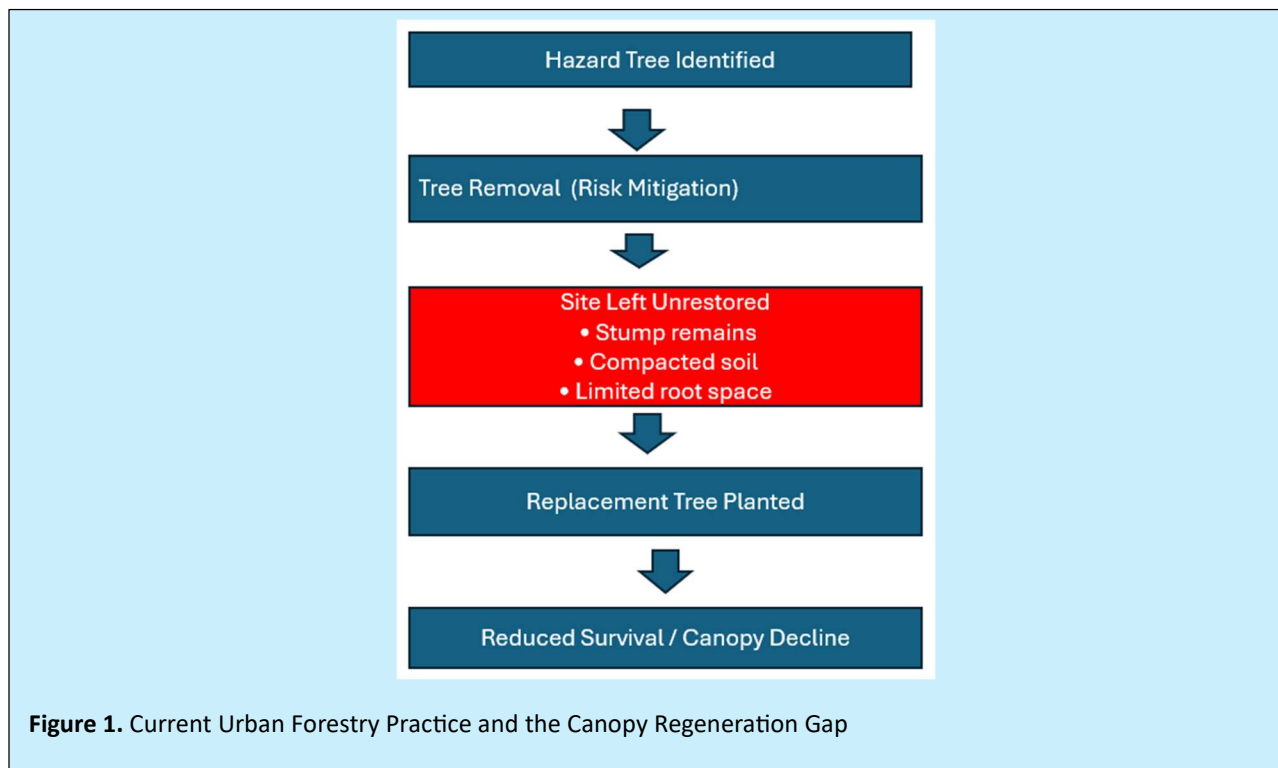 Hazard Tree Identified
Tree Removal (Risk Mitigation)
Site Left Unrestored
• Stump remains
• Compacted soil
• Limited root space
Replacement Tree Planted
Reduced Survival / Canopy Decline
Figure 1. Current Urban Forestry Practice and the Canopy Regeneration Gap